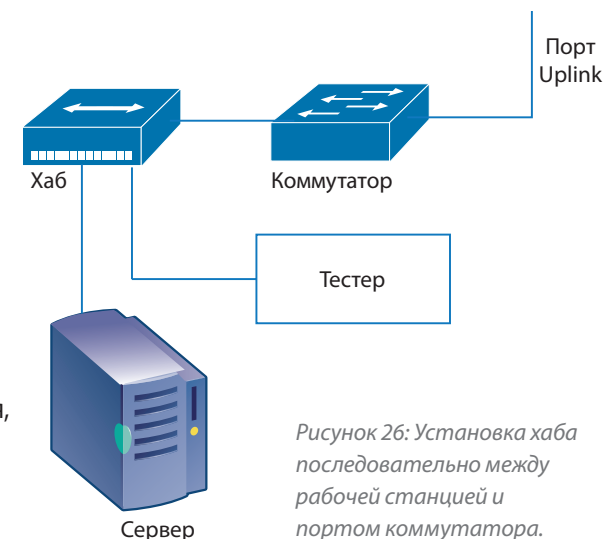 Порт
Uplink
Хаб
Коммутатор
Тестер
я,
Сервер
Рисунок 26: Установка хаба
последовательно между
рабочей станцией и
портом коммутатора.